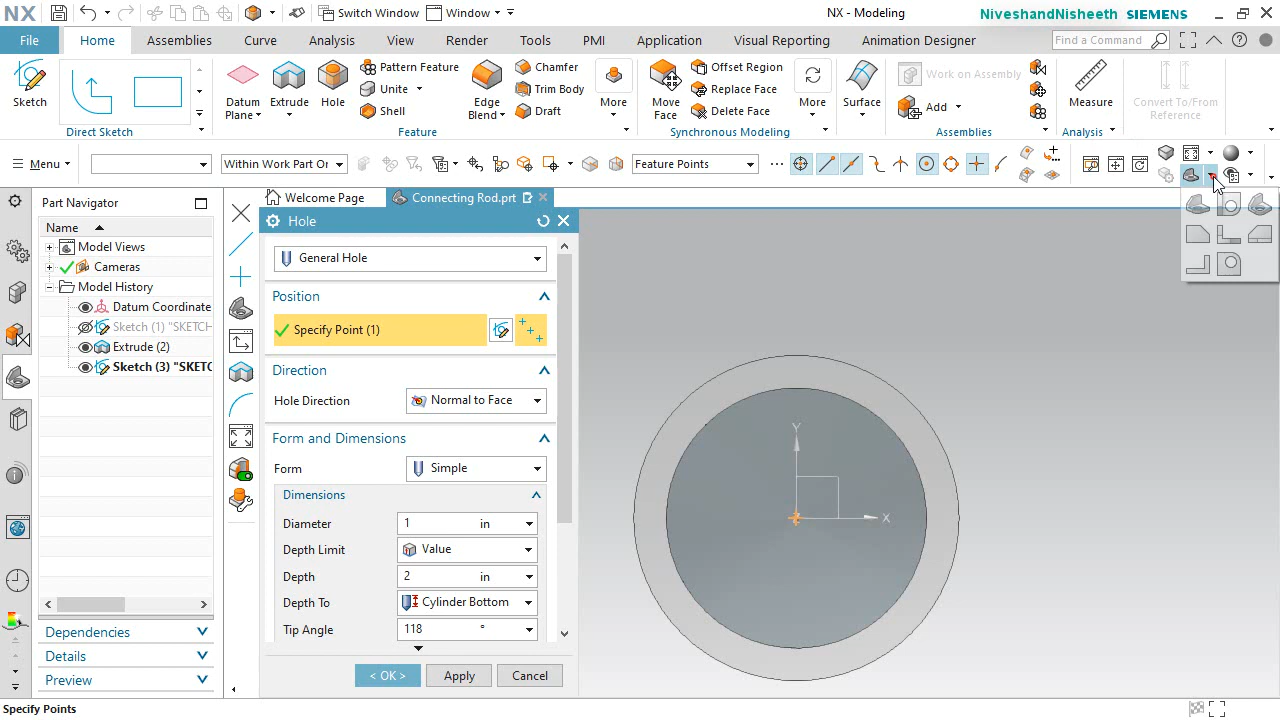 NX
Switch Window
Window
NX - Modeling
NiveshandNisheeth SIEMENS
File
Home
Assemblies
Curve
Analysis
View
Render
Tools
PMI
Application
Visual Reporting
Animation Designer
Find a Command
Sketch
Direct Sketch
Datum Plane
Extrude
Hole
Pattern Feature
Unite
Shell
Edge Blend
Chamfer
Trim Body
Draft
More
Feature
Move Face
Offset Region
Replace Face
Delete Face
More
Synchronous Modeling
Surface
Work on Assembly
Add
Assemblies
Measure
Analysis
Convert To/From Reference
Menu
Within Work Part On
Feature Points
Part Navigator
Name
Model Views
Cameras
Model History
Datum Coordinate
Sketch (1) "SKETCH
Extrude (2)
Sketch (3) "SKETC
Dependencies
Details
Preview
Welcome Page
Connecting Rod.prt
Hole
General Hole
Position
Specify Point (1)
Direction
Hole Direction
Normal to Face
Form and Dimensions
Form
Simple
Dimensions
Diameter 1 in
Depth Limit Value
Depth 2 in
Depth To Cylinder Bottom
Tip Angle 118 °
< OK >
Apply
Cancel
Y
X
Specify Points